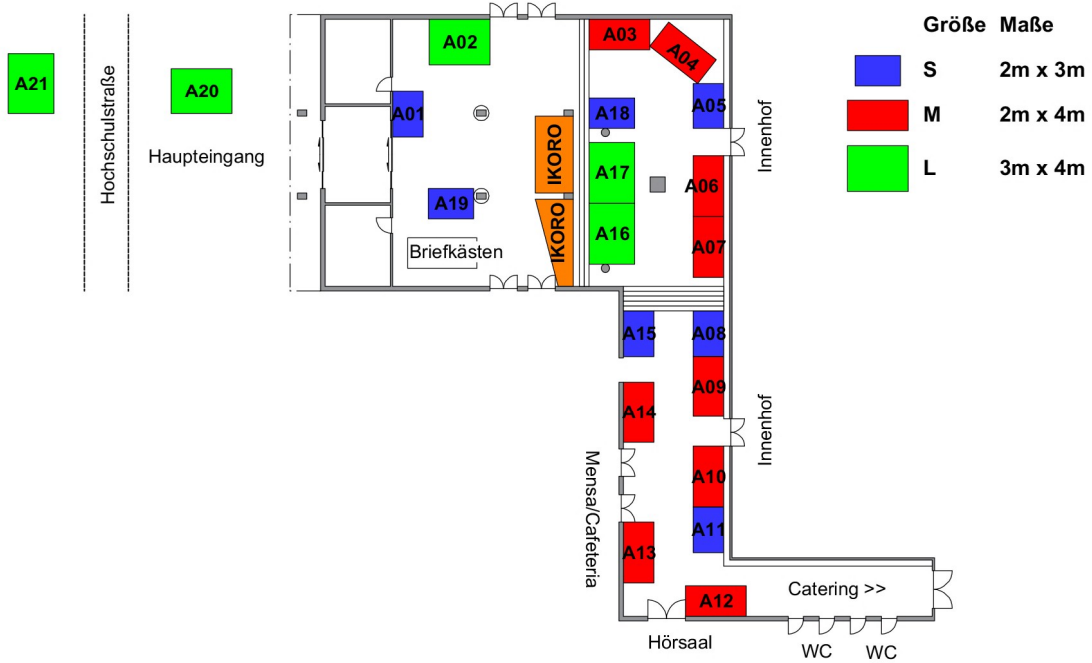 Größe Maße
S 2m x 3m
M 2m x 4m
L 3m x 4m
A21
Hochschulstraße
A20
Haupteingang
A01
A02
A19
Briefkästen
IKORO
IKORO
A03
A04
A18
A05
Innenhof
A17
A06
A16
A07
A15
A08
A09
A14
Innenhof
A10
Mensa/Cafeteria
A11
A13
A12
Catering >>
Hörsaal
WC
WC